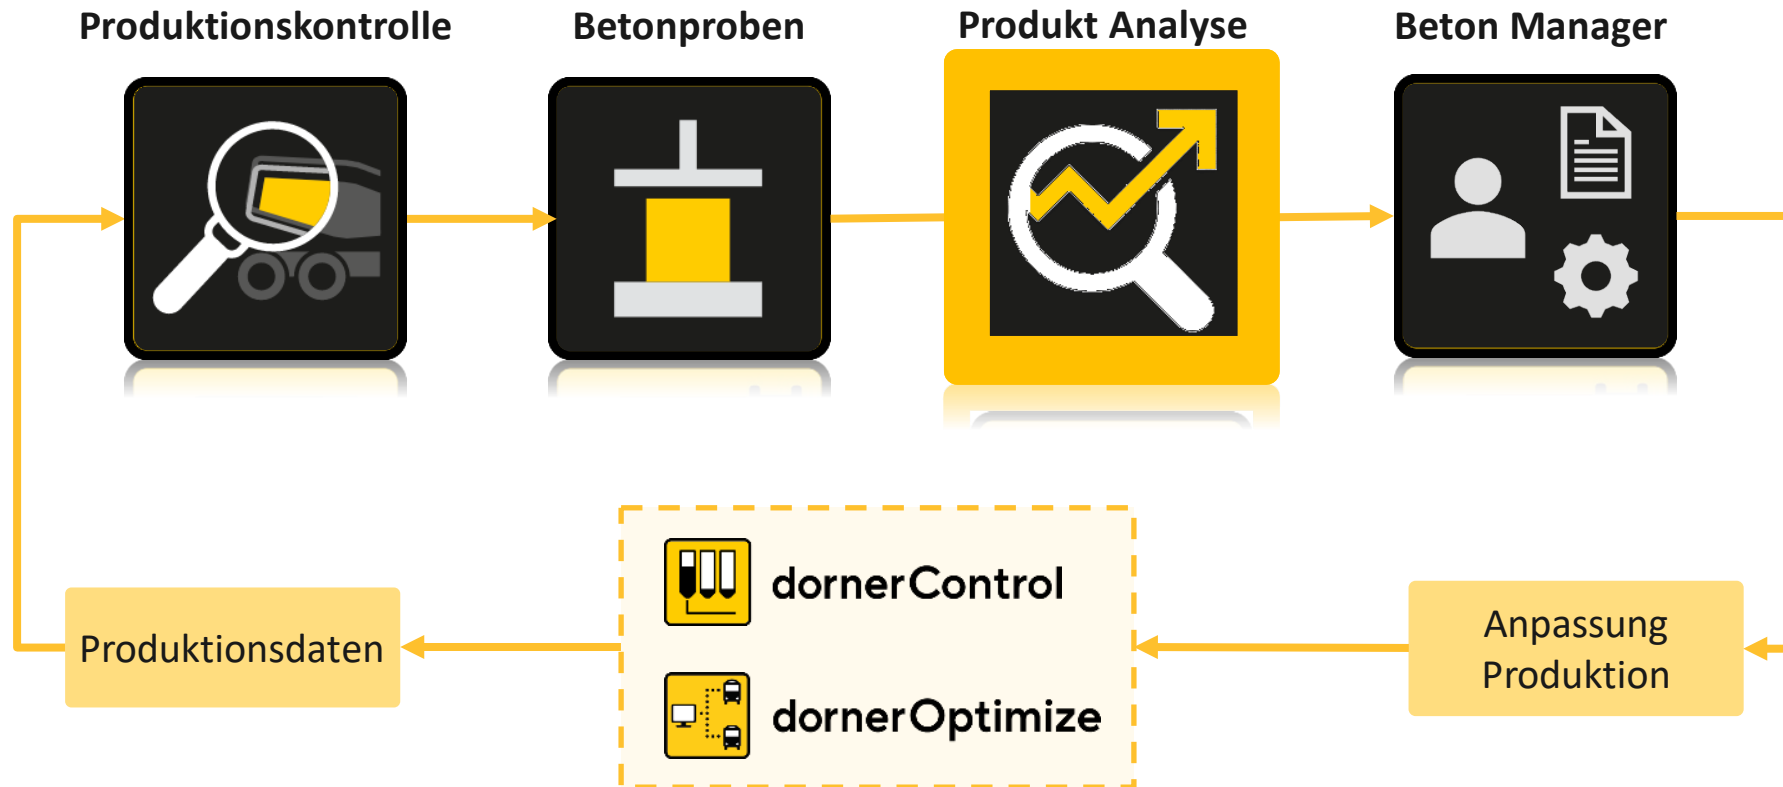 Produktionskontrolle
Betonproben
Produkt Analyse
Beton Manager
dornerControl
Produktionsdaten
Anpassung
Produktion
dornerOptimize